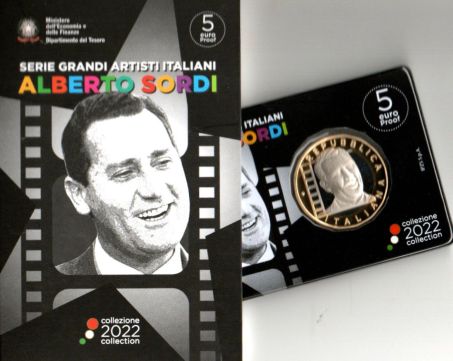 Ministero
dell'Economia e
delle Finanze
Dipartimento del Tesoro
5
euro
Proof
SERIE GRANDI ARTISTI ITALIANI
ALBERTO SORDI
collezione
2022
collection
ITALIANI
ORDI
5
euro
Proof
REPUBBLICA
ITALIANA
collezione
2022
collection